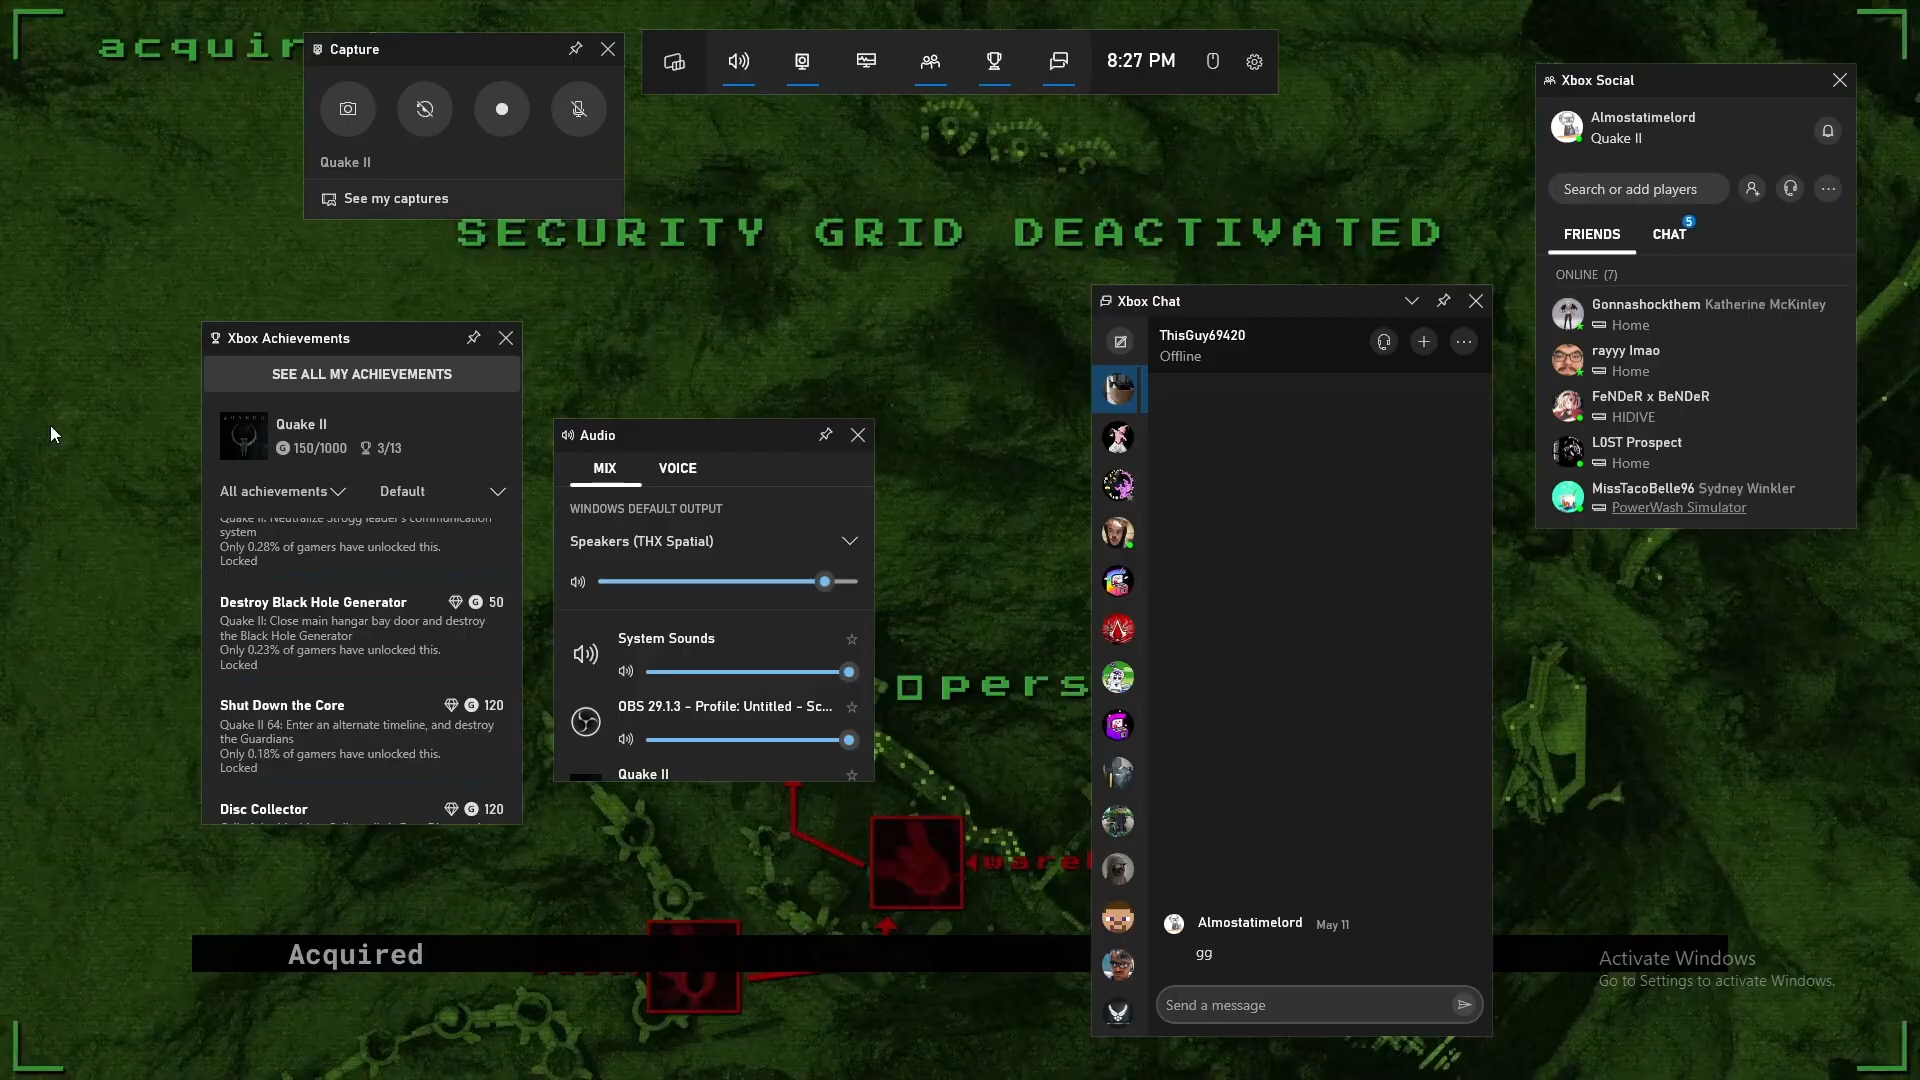 acquir
Capture
Quake II
See my captures
8:27 PM
Xbox Social
Almostatimelord
Quake II
Search or add players
FRIENDS
CHAT
5
ONLINE (7)
Gonnashockthem Katherine McKinley
Home
rayyy lmao
Home
FeNDeR x BeNDeR
HIDIVE
L0ST Prospect
Home
MissTacoBelle96 Sydney Winkler
PowerWash Simulator
SECURITY GRID DEACTIVATED
Xbox Achievements
SEE ALL MY ACHIEVEMENTS
Quake II
G 150/1000 3/13
All achievements
Default
Quake II: Neutralize Strogg leader's communication
system
Only 0.28% of gamers have unlocked this.
Locked
Destroy Black Hole Generator
G 50
Quake II: Close main hangar bay door and destroy
the Black Hole Generator
Only 0.23% of gamers have unlocked this.
Locked
Shut Down the Core
G 120
Quake II 64: Enter an alternate timeline, and destroy
the Guardians
Only 0.18% of gamers have unlocked this.
Locked
Disc Collector
G 120
Audio
MIX
VOICE
WINDOWS DEFAULT OUTPUT
Speakers (THX Spatial)
System Sounds
OBS 29.1.3 - Profile: Untitled - Sc...
Quake II
Xbox Chat
ThisGuy69420
Offline
Almostatimelord May 11
gg
Send a message
Opers
wareh
Acquired
Activate Windows
Go to Settings to activate Windows.